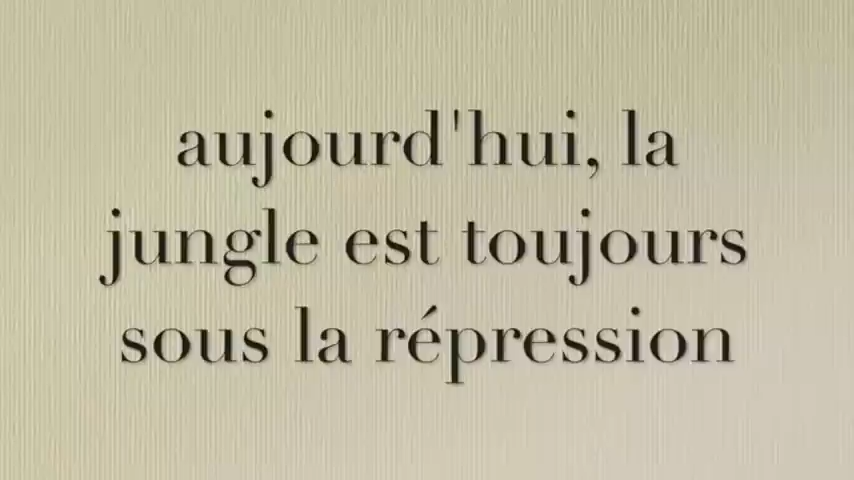 aujourd'hui, la
jungle est toujours
sous la répression